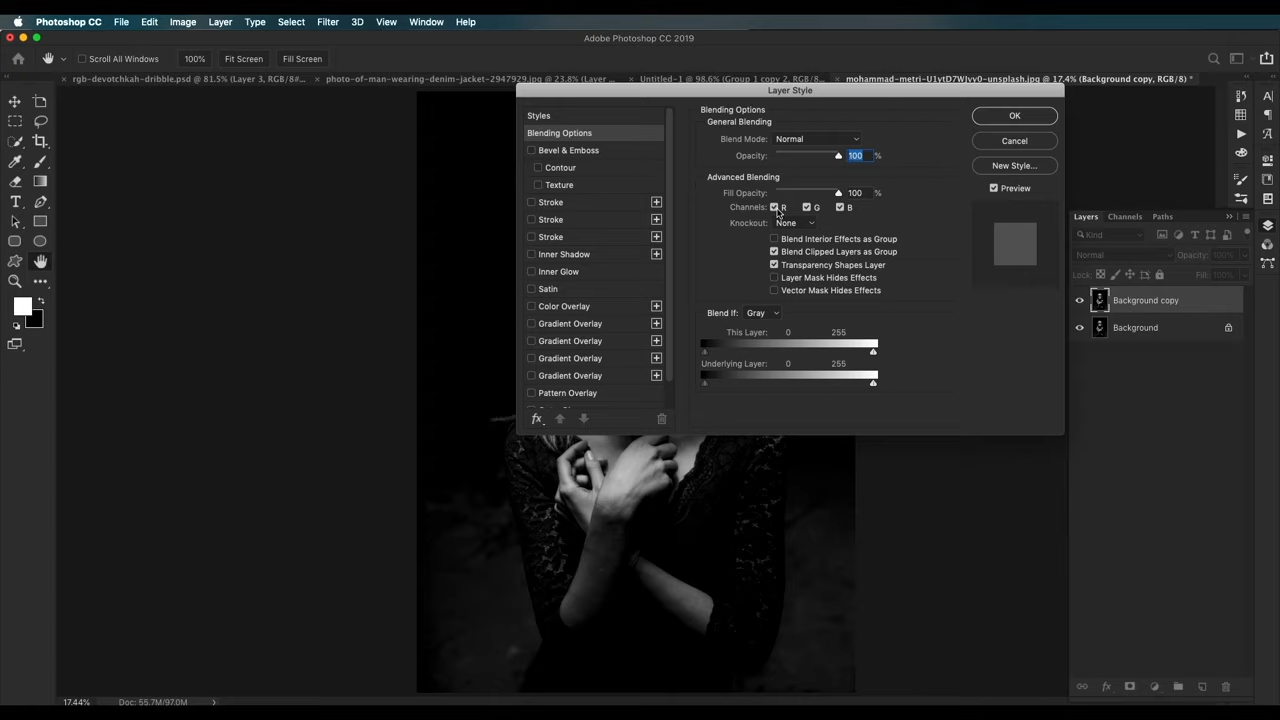 Photoshop CC File Edit Image Layer Type Select Filter 3D View Window Help
Adobe Photoshop CC 2019
Scroll All Windows 100% Fit Screen Fill Screen
rgb-devotchkah-dribble.psd @ 81.5% (Layer 3, RGB/8#... photo-of-man-wearing-denim-jacket-2947929.jpg @ 23.8% (Layer ... Untitled-1 @ 98.6% (Group 1 copy 2, RGB/8... mohammad-metri-U1ytD7WJyy0-unsplash.jpg @ 17.4% (Background copy, RGB/8) *
Layer Style
Styles
Blending Options
Bevel & Emboss
Contour
Texture
Stroke
Stroke
Stroke
Inner Shadow
Inner Glow
Satin
Color Overlay
Gradient Overlay
Gradient Overlay
Gradient Overlay
Gradient Overlay
Pattern Overlay
fx
Blending Options
General Blending
Blend Mode: Normal
Opacity: 100 %
Advanced Blending
Fill Opacity: 100 %
Channels: R G B
Knockout: None
Blend Interior Effects as Group
Blend Clipped Layers as Group
Transparency Shapes Layer
Layer Mask Hides Effects
Vector Mask Hides Effects
Blend If: Gray
This Layer: 0 255
Underlying Layer: 0 255
OK
Cancel
New Style...
Preview
Layers Channels Paths
Kind
Normal Opacity: 100%
Lock: Fill: 100%
Background copy
Background
fx
17.44% Doc: 55.7M/97.0M